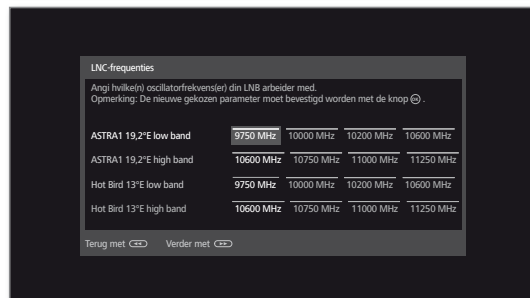 LNC-frequenties
Angi hvilke(n) oscillatorfrekvens(er) din LNB arbeider med.
Opmerking: De nieuwe gekozen parameter moet bevestigd worden met de knop OK .
ASTRA1 19,2°E low band 9750 MHz 10000 MHz 10200 MHz 10600 MHz
ASTRA1 19,2°E high band 10600 MHz 10750 MHz 11000 MHz 11250 MHz
Hot Bird 13°E low band 9750 MHz 10000 MHz 10200 MHz 10600 MHz
Hot Bird 13°E high band 10600 MHz 10750 MHz 11000 MHz 11250 MHz
Terug met Verder met